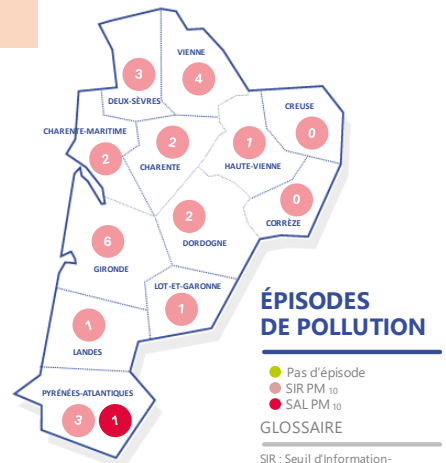 VIENNE
3
4
DEUX-SÈVRES
CREUSE
CHARENTE-MARITIME
0
2
1
2
CHARENTE
HAUTE-VIENNE
0
2
CORRÈZE
DORDOGNE
6
GIRONDE
LOT-ET-GARONNE
1
1
LANDES
PYRÉNÉES-ATLANTIQUES
3 1
ÉPISODES
DE POLLUTION
Pas d'épisode
SIR PM 10
SAL PM 10
GLOSSAIRE
SIR : Seuil d'Information-